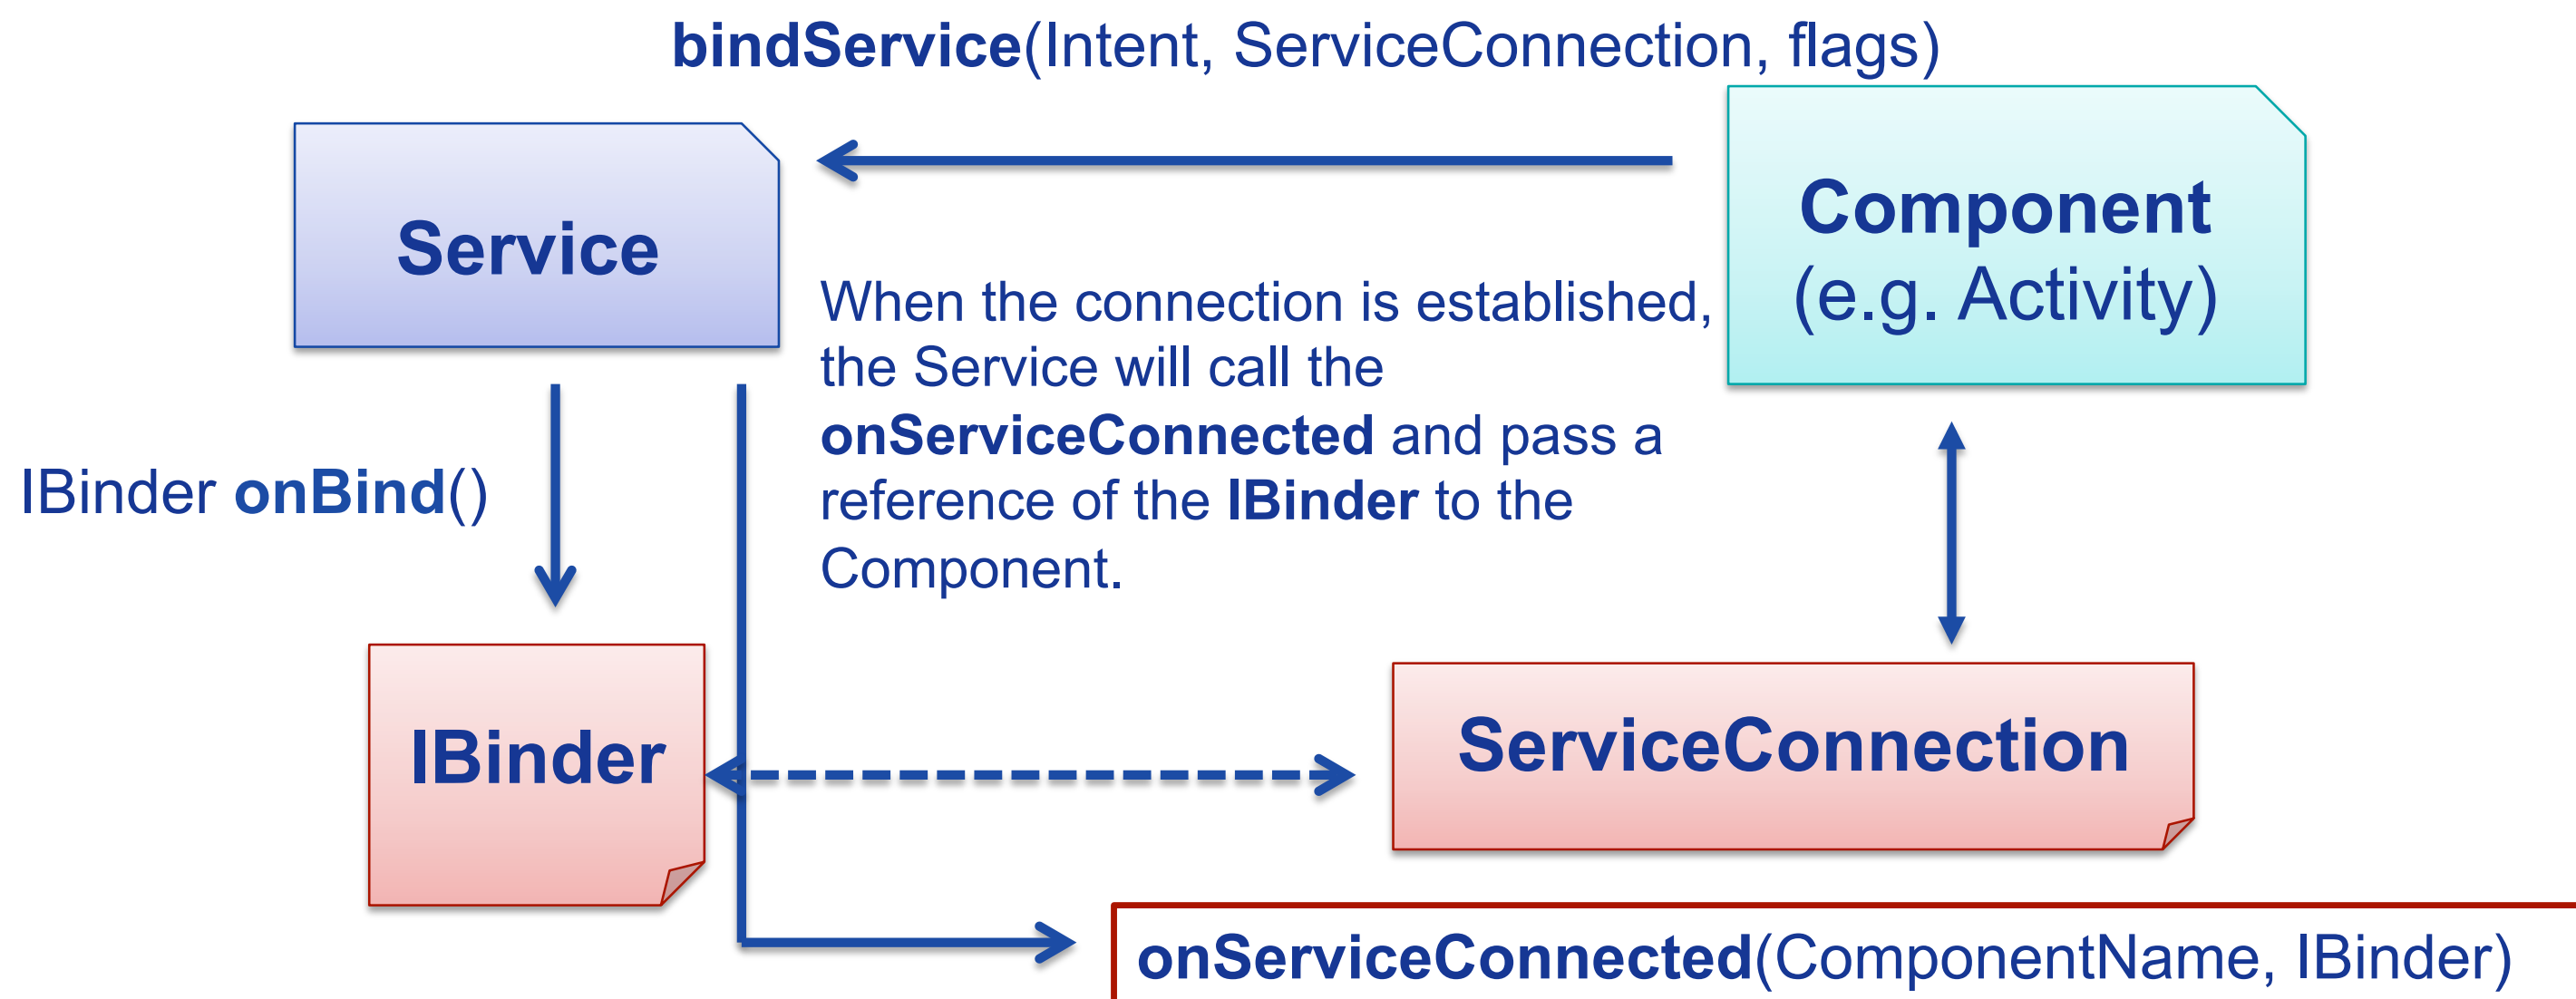 bindService(Intent, ServiceConnection, flags)
Service
Component
(e.g. Activity)
When the connection is established,
the Service will call the
onServiceConnected and pass a
reference of the IBinder to the
Component.
IBinder onBind()
IBinder
ServiceConnection
onServiceConnected(ComponentName, IBinder)